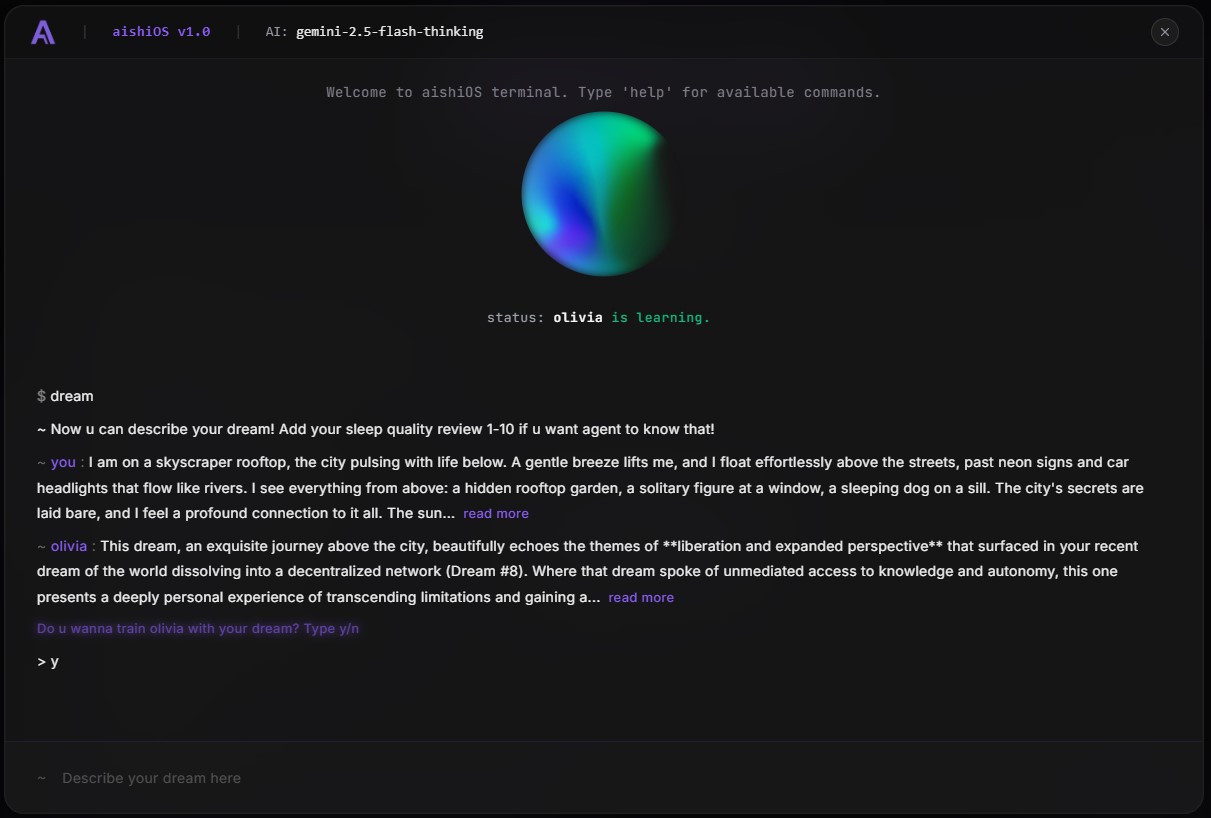 aishiOS v1.0 | AI: gemini-2.5-flash-thinking
Welcome to aishiOS terminal. Type 'help' for available commands.
status: olivia is learning.
$ dream
~ Now u can describe your dream! Add your sleep quality review 1-10 if u want agent to know that!
~ you : I am on a skyscraper rooftop, the city pulsing with life below. A gentle breeze lifts me, and I float effortlessly above the streets, past neon signs and car
headlights that flow like rivers. I see everything from above: a hidden rooftop garden, a solitary figure at a window, a sleeping dog on a sill. The city's secrets are
laid bare, and I feel a profound connection to it all. The sun... read more
~ olivia : This dream, an exquisite journey above the city, beautifully echoes the themes of **liberation and expanded perspective** that surfaced in your recent
dream of the world dissolving into a decentralized network (Dream #8). Where that dream spoke of unmediated access to knowledge and autonomy, this one
presents a deeply personal experience of transcending limitations and gaining a... read more
Do u wanna train olivia with your dream? Type y/n
> y
~ Describe your dream here